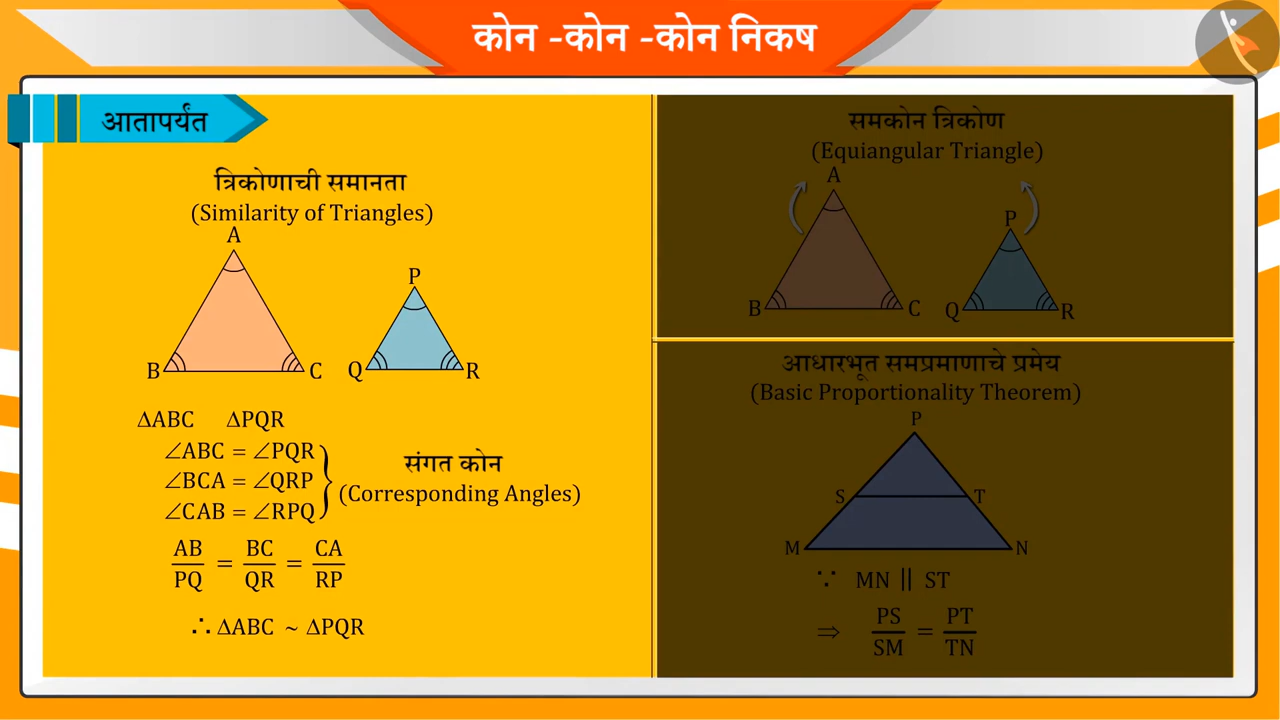 कोन -कोन -कोन निकष
आतापर्यंत
त्रिकोणाची समानता
(Similarity of Triangles)
A
P
B
C
Q
R
ΔABC ΔPQR
∠ABC = ∠PQR
∠BCA = ∠QRP
∠CAB = ∠RPQ
संगत कोन
(Corresponding Angles)
AB/PQ = BC/QR = CA/RP
∴ ΔABC ~ ΔPQR
समकोन त्रिकोण
(Equiangular Triangle)
A
P
B
C
Q
R
आधारभूत समप्रमाणाचे प्रमेय
(Basic Proportionality Theorem)
P
S
T
M
N
∵ MN || ST
⇒ PS/SM = PT/TN